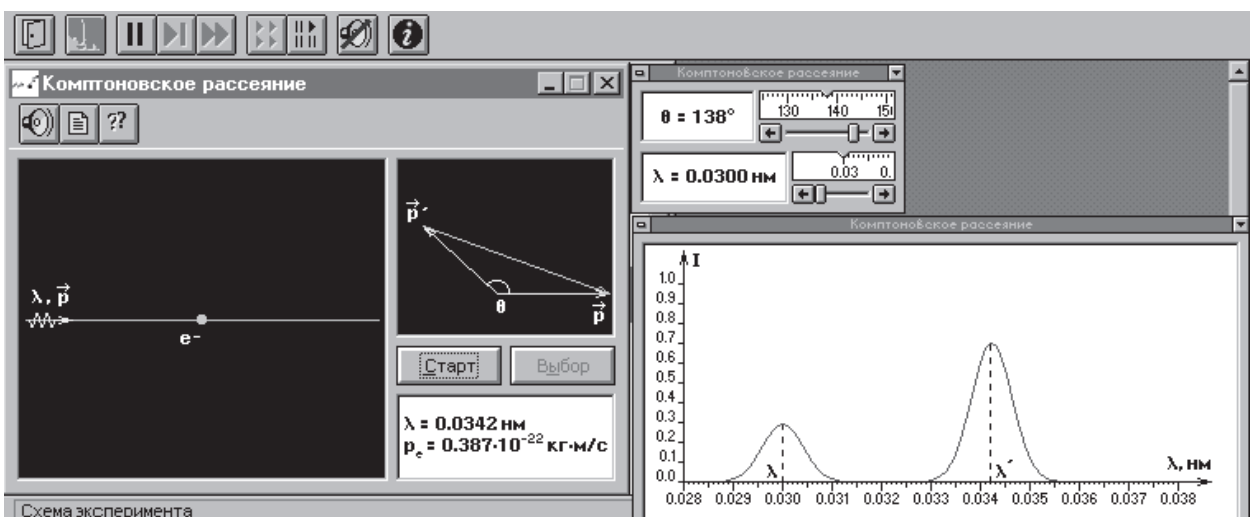 Комптоновское рассеяние
??
λ, p⃗
e-
p⃗´
θ
p⃗
Старт
Выбор
λ = 0.0342 нм
pₑ = 0.387·10⁻²² кг·м/с
Схема эксперимента
Комптоновское рассеяние
θ = 138°
130 140 15
λ = 0.0300 нм
0.03 0.
Комптоновское рассеяние
I
1.0
0.9
0.8
0.7
0.6
0.5
0.4
0.3
0.2
0.1
0.0
λ
λ´
λ, нм
0.028 0.029 0.030 0.031 0.032 0.033 0.034 0.035 0.036 0.037 0.038